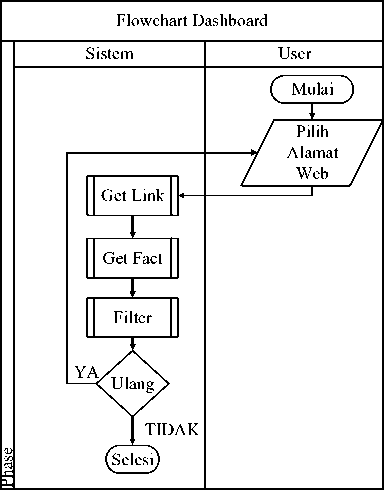 Flowchart Dashboard
Sistem
User
Mulai
Pilih
Alamat
Web
Get Link
Get Fact
Filter
Ulang
YA
TIDAK
Selesi
Phase